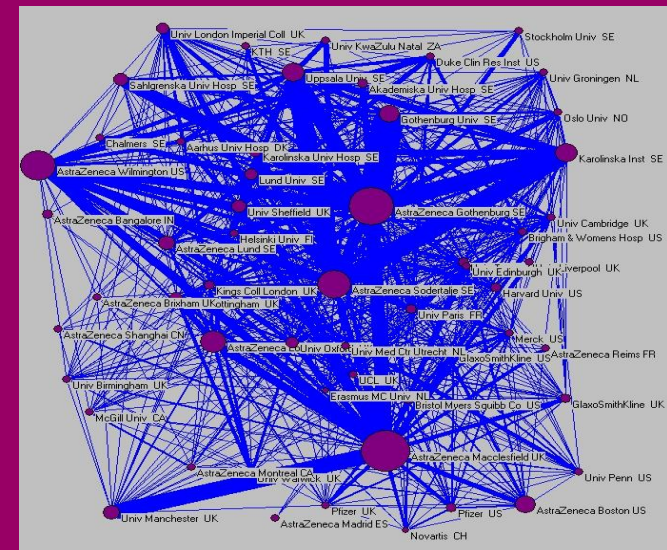 Univ London Imperial Coll UK
Stockholm Univ SE
KTH SE
Univ KwaZulu Natal ZA
Duke Clin Res Inst US
Uppsala Univ SE
Univ Groningen NL
Sahlgrenska Univ Hosp SE
Akademiska Univ Hosp SE
Gothenburg Univ SE
Oslo Univ NO
Chalmers SE
Aarhus Univ Hosp DK
Karolinska Univ Hosp SE
Karolinska Inst SE
AstraZeneca Wilmington US
Lund Univ SE
Univ Sheffield UK
AstraZeneca Gothenburg SE
AstraZeneca Bangalore IN
Univ Cambridge UK
Helsinki Univ FI
Brigham & Womens Hosp US
AstraZeneca Lund SE
Univ Edinburgh UK
iverpool UK
Kings Coll London UK
AstraZeneca Sodertalje SE
Harvard Univ US
AstraZeneca Brixham UK
ottingham UK
Univ Paris FR
AstraZeneca Shanghai CN
Merck US
AstraZeneca Lo
Univ Oxfor
Univ Med Ctr Utrecht NL
GlaxoSmithKline US
AstraZeneca Reims FR
Univ Birmingham UK
UCL UK
Erasmus MC Univ NL
Bristol Myers Squibb Co US
GlaxoSmithKline UK
McGill Univ CA
AstraZeneca Macclesfield UK
AstraZeneca Montreal CA
Univ Warwick UK
Univ Penn US
Univ Manchester UK
Pfizer UK
Pfizer US
AstraZeneca Boston US
AstraZeneca Madrid ES
Novartis CH